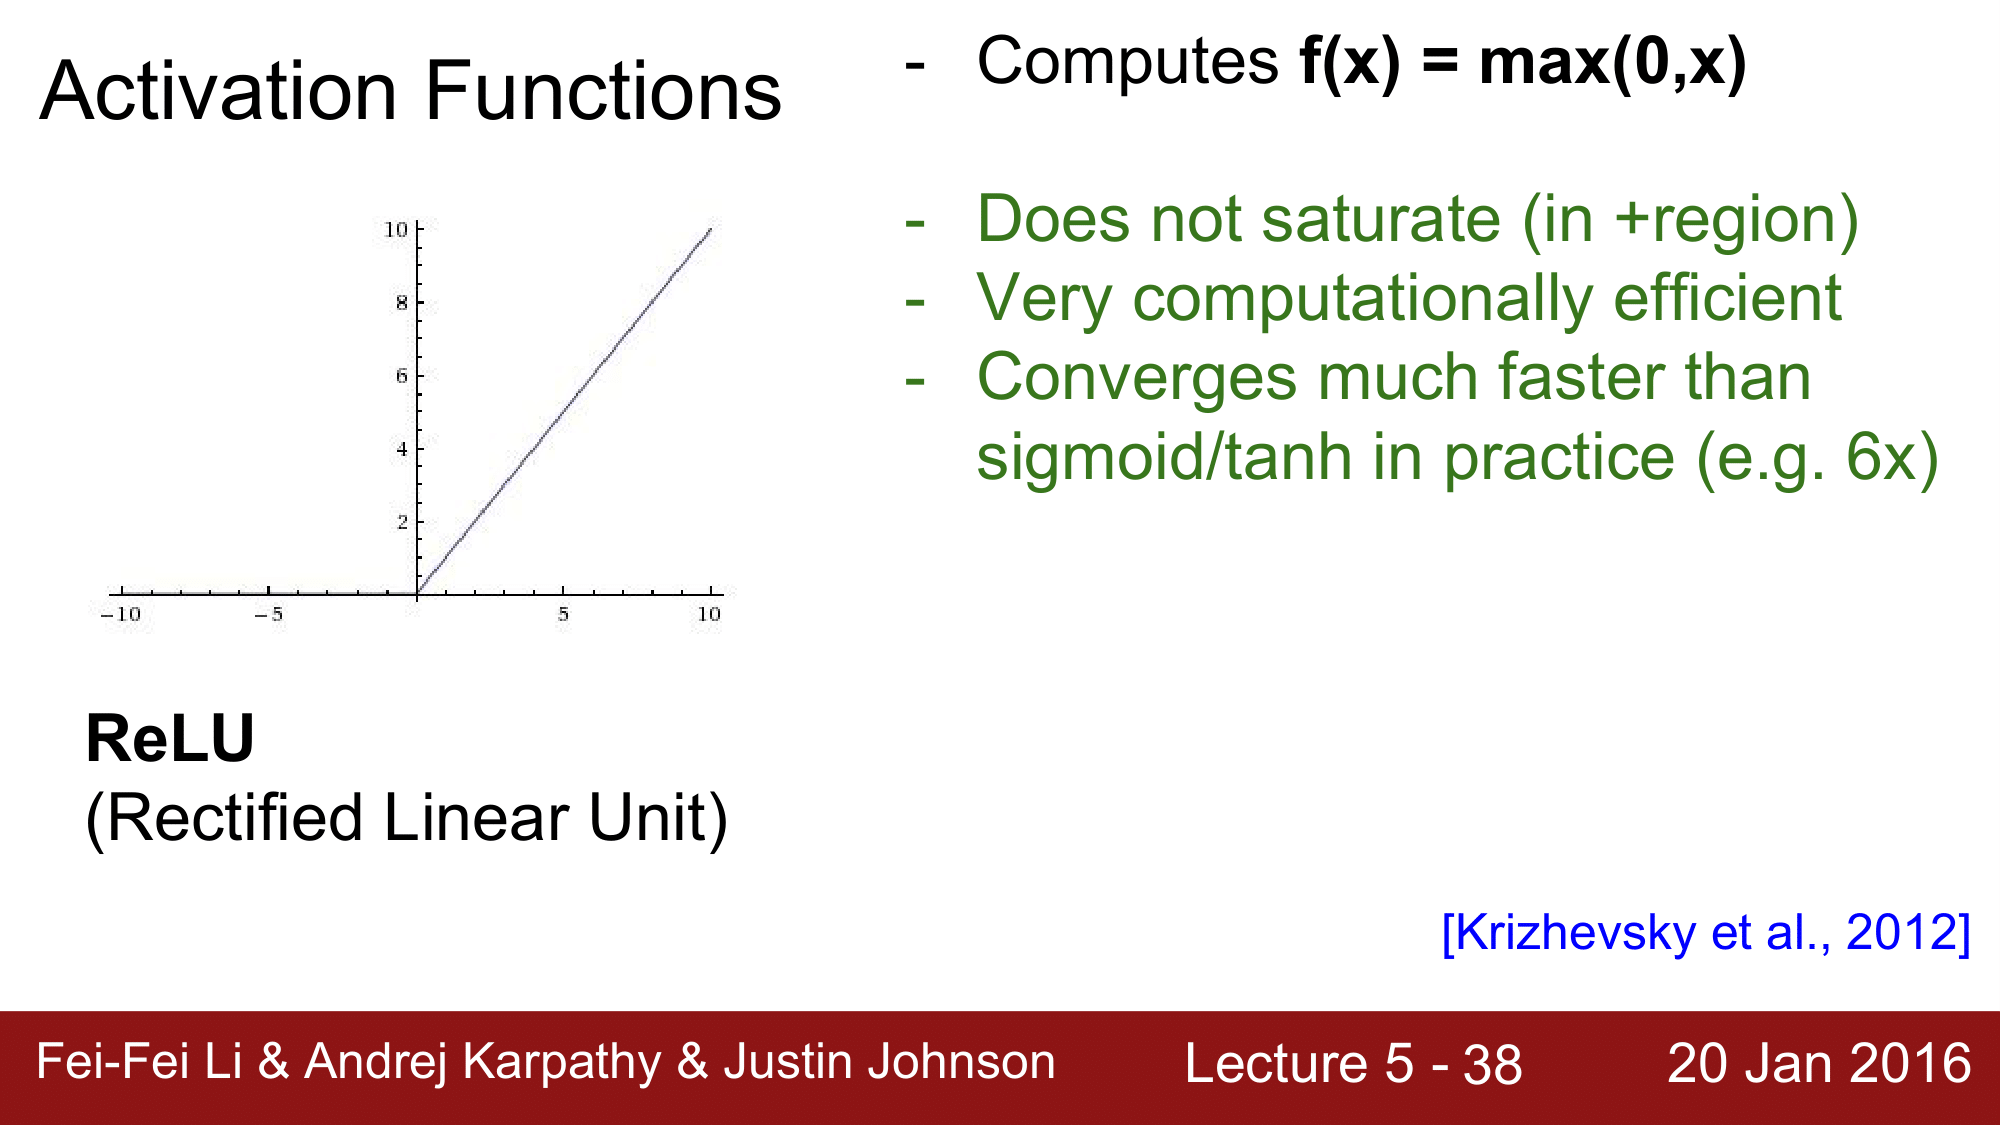 Activation Functions
- Computes f(x) = max(0,x)
- Does not saturate (in +region)
- Very computationally efficient
- Converges much faster than
sigmoid/tanh in practice (e.g. 6x)
10
8
6
4
2
−10
−5
5
10
ReLU
(Rectified Linear Unit)
[Krizhevsky et al., 2012]
Fei-Fei Li & Andrej Karpathy & Justin Johnson
Lecture 5 - 38
20 Jan 2016